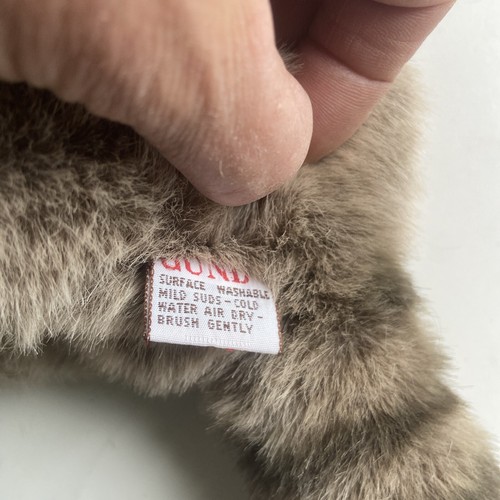 GUND
SURFACE WASHABLE
MILD SUDS - COLD
WATER AIR DRY -
BRUSH GENTLY